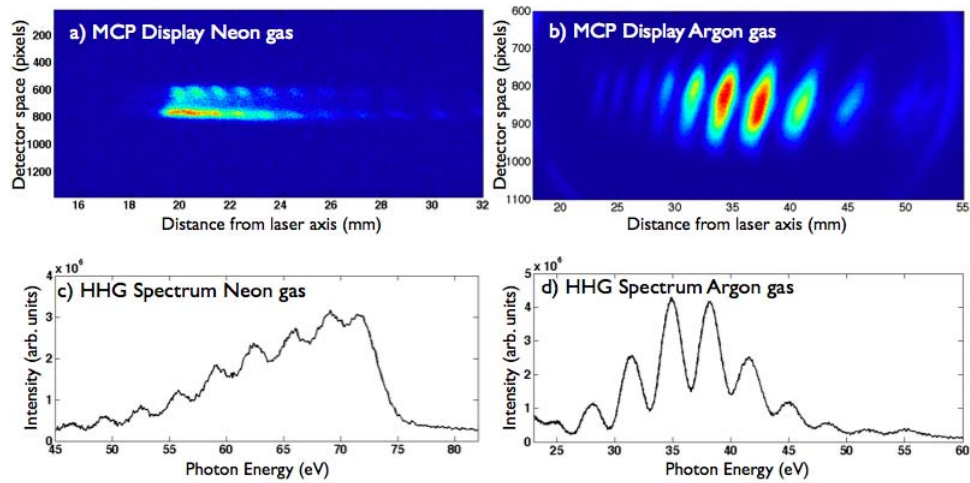 a) MCP Display Neon gas
Detector space (pixels)
200
400
600
800
1000
1200
16 18 20 22 24 26 28 30 32
Distance from laser axis (mm)
b) MCP Display Argon gas
Detector space (pixels)
600
700
800
900
1000
1100
20 25 30 35 40 45 50 55
Distance from laser axis (mm)
x 10^6
c) HHG Spectrum Neon gas
Intensity (arb. units)
4
3
2
1
0
45 50 55 60 65 70 75 80
Photon Energy (eV)
x 10^6
d) HHG Spectrum Argon gas
Intensity (arb. units)
5
4
3
2
1
0
25 30 35 40 45 50 55 60
Photon Energy (eV)